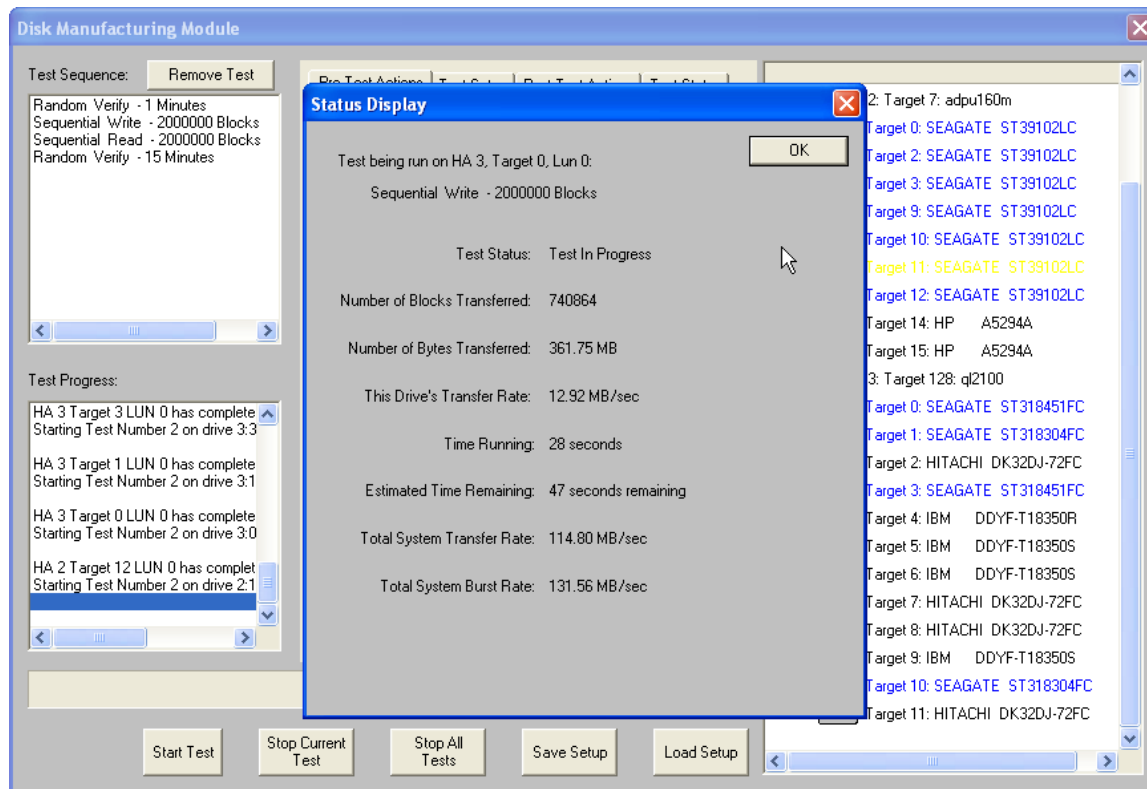 Disk Manufacturing Module
Test Sequence:
Remove Test
Random Verify - 1 Minutes
Sequential Write - 2000000 Blocks
Sequential Read - 2000000 Blocks
Random Verify - 15 Minutes
Test Progress:
HA 3 Target 3 LUN 0 has complete
Starting Test Number 2 on drive 3:3
HA 3 Target 1 LUN 0 has complete
Starting Test Number 2 on drive 3:1
HA 3 Target 0 LUN 0 has complete
Starting Test Number 2 on drive 3:0
HA 2 Target 12 LUN 0 has complet
Starting Test Number 2 on drive 2:1
Status Display
Test being run on HA 3, Target 0, Lun 0:
OK
Sequential Write - 2000000 Blocks
Test Status: Test In Progress
Number of Blocks Transferred: 740864
Number of Bytes Transferred: 361.75 MB
This Drive's Transfer Rate: 12.92 MB/sec
Time Running: 28 seconds
Estimated Time Remaining: 47 seconds remaining
Total System Transfer Rate: 114.80 MB/sec
Total System Burst Rate: 131.56 MB/sec
2: Target 7: adpu160m
Target 0: SEAGATE ST39102LC
Target 2: SEAGATE ST39102LC
Target 3: SEAGATE ST39102LC
Target 9: SEAGATE ST39102LC
Target 10: SEAGATE ST39102LC
Target 11: SEAGATE ST39102LC
Target 12: SEAGATE ST39102LC
Target 14: HP A5294A
Target 15: HP A5294A
3: Target 128: ql2100
Target 0: SEAGATE ST318451FC
Target 1: SEAGATE ST318304FC
Target 2: HITACHI DK32DJ-72FC
Target 3: SEAGATE ST318451FC
Target 4: IBM DDYF-T18350R
Target 5: IBM DDYF-T18350S
Target 6: IBM DDYF-T18350S
Target 7: HITACHI DK32DJ-72FC
Target 8: HITACHI DK32DJ-72FC
Target 9: IBM DDYF-T18350S
Target 10: SEAGATE ST318304FC
Target 11: HITACHI DK32DJ-72FC
Start Test
Stop Current Test
Stop All Tests
Save Setup
Load Setup